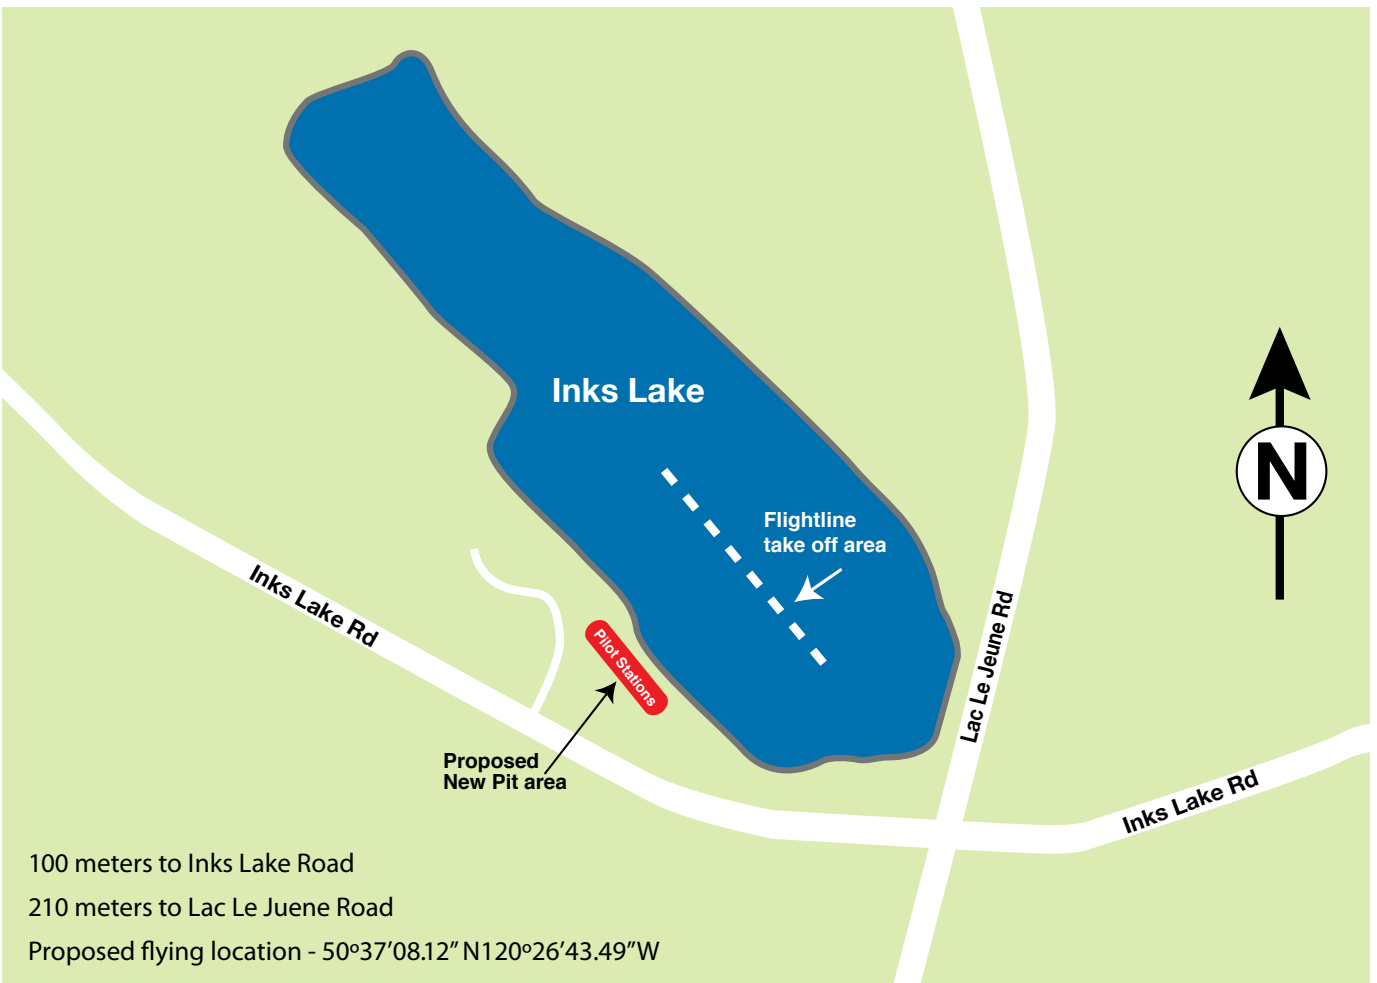 Inks Lake
N
Flightline
take off area
Inks Lake Rd
Lac Le Jeune Rd
Pilot Stations
Proposed
New Pit area
Inks Lake Rd
100 meters to Inks Lake Road
210 meters to Lac Le Juene Road
Proposed flying location - 50º37’08.12” N120º26’43.49”W